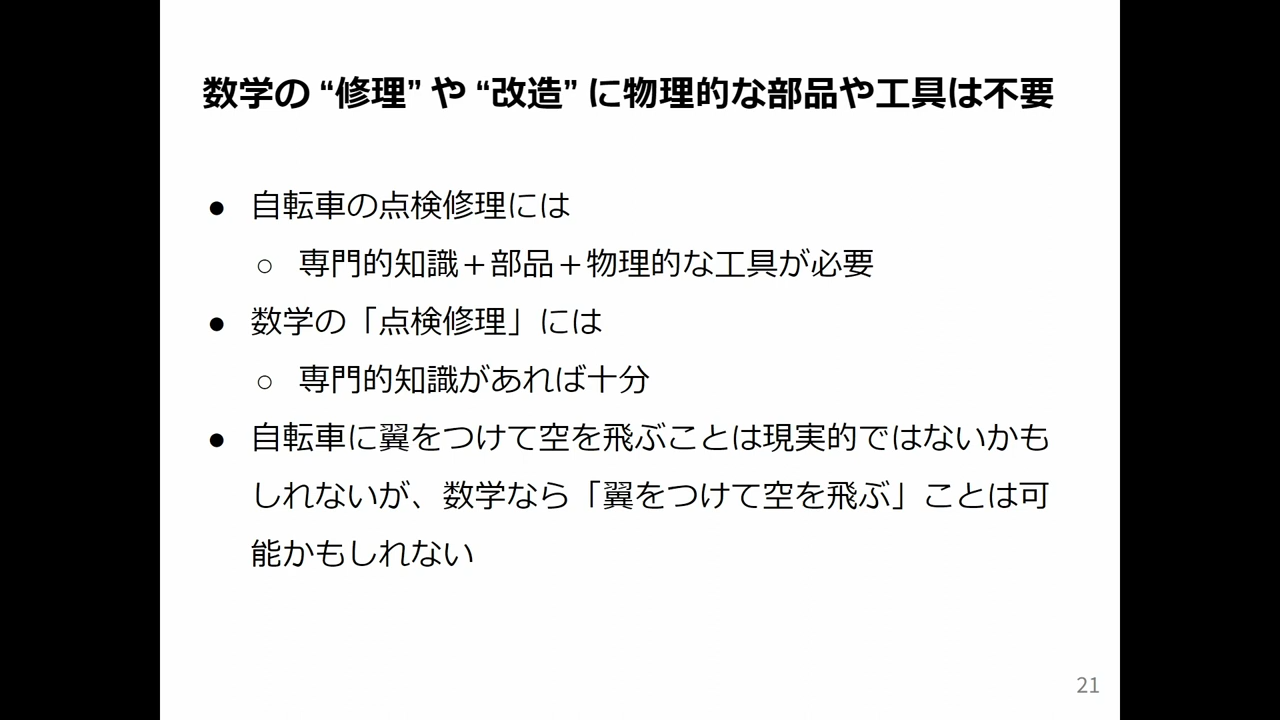 数学の “修理” や “改造” に物理的な部品や工具は不要
● 自転車の点検修理には
○ 専門的知識＋部品＋物理的な工具が必要
● 数学の「点検修理」には
○ 専門的知識があれば十分
● 自転車に翼をつけて空を飛ぶことは現実的ではないかも
しれないが、数学なら「翼をつけて空を飛ぶ」ことは可
能かもしれない
21